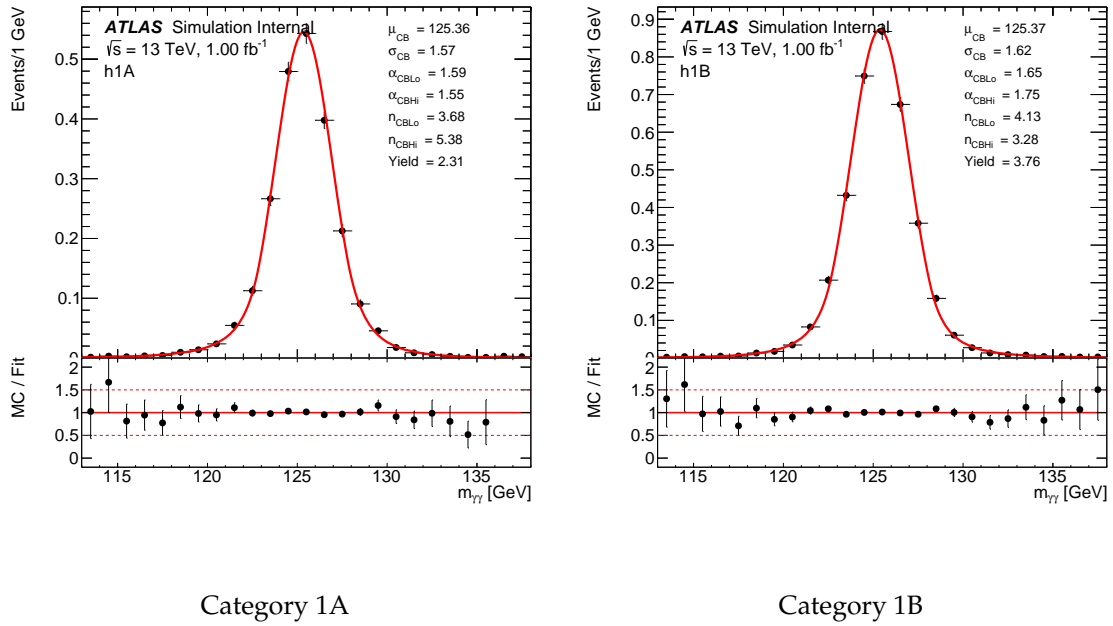 ATLAS Simulation Internal
√s = 13 TeV, 1.00 fb-1
h1A
μCB = 125.36
σCB = 1.57
αCBLo = 1.59
αCBHi = 1.55
nCBLo = 3.68
nCBHi = 5.38
Yield = 2.31
Events/1 GeV
0.5
0.4
0.3
0.2
0.1
0
MC / Fit
2
1.5
1
0.5
0
115 120 125 130 135
mγγ [GeV]
ATLAS Simulation Internal
√s = 13 TeV, 1.00 fb-1
h1B
μCB = 125.37
σCB = 1.62
αCBLo = 1.65
αCBHi = 1.75
nCBLo = 4.13
nCBHi = 3.28
Yield = 3.76
Events/1 GeV
0.9
0.8
0.7
0.6
0.5
0.4
0.3
0.2
0.1
0
MC / Fit
2
1.5
1
0.5
0
115 120 125 130 135
mγγ [GeV]
Category 1A
Category 1B